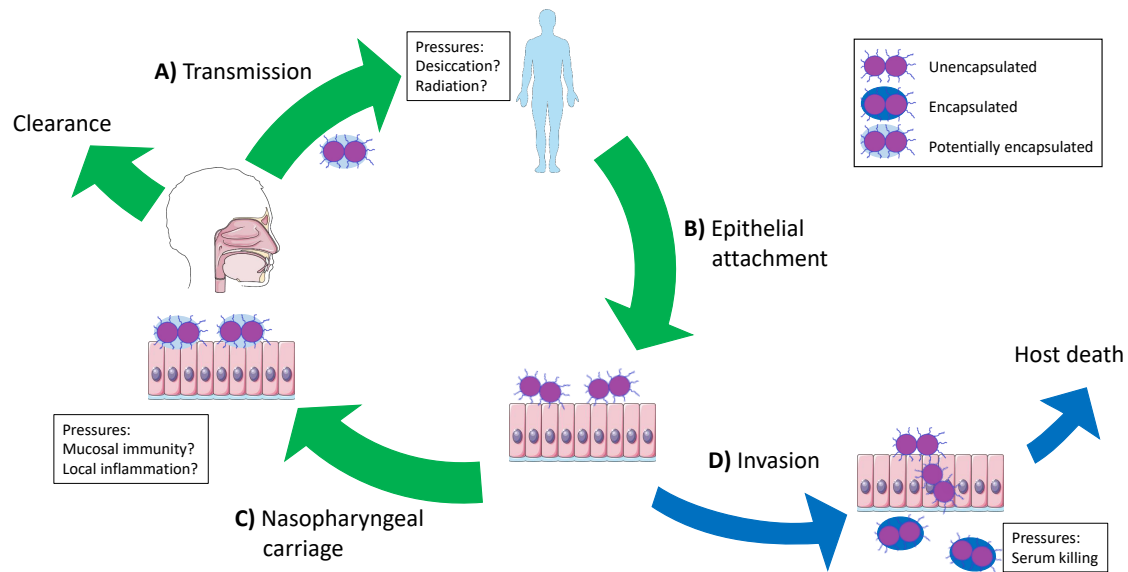 A) Transmission
Pressures:
Desiccation?
Radiation?
Unencapsulated
Encapsulated
Potentially encapsulated
Clearance
B) Epithelial
attachment
Host death
Pressures:
Mucosal immunity?
Local inflammation?
C) Nasopharyngeal
carriage
D) Invasion
Pressures:
Serum killing